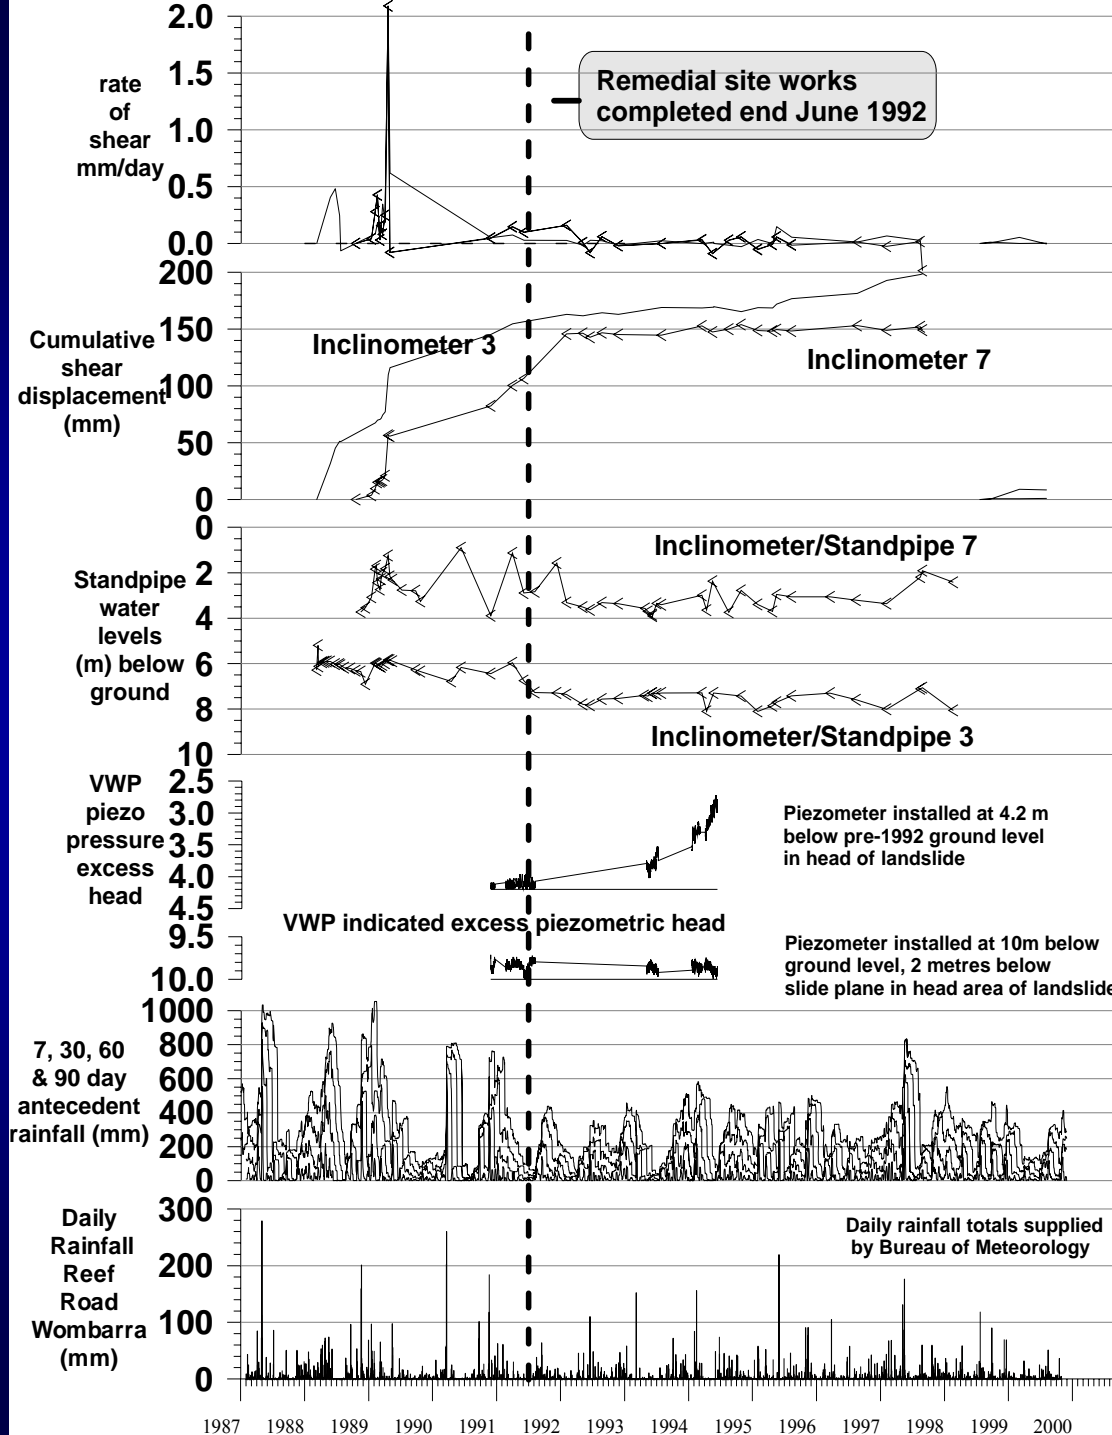 2.0
1.5
1.0
0.5
0.0
rate
of
shear
mm/day
Remedial site works
completed end June 1992
200
150
100
50
0
Cumulative
shear
displacement
(mm)
Inclinometer 3
Inclinometer 7
0
2
4
6
8
10
Standpipe
water
levels
(m) below
ground
Inclinometer/Standpipe 7
Inclinometer/Standpipe 3
2.5
3.0
3.5
4.0
4.5
VWP
piezo
pressure
excess
head
Piezometer installed at 4.2 m
below pre-1992 ground level
in head of landslide
VWP indicated excess piezometric head
9.5
10.0
Piezometer installed at 10m below
ground level, 2 metres below
slide plane in head area of landslide
1000
800
600
400
200
0
7, 30, 60
& 90 day
antecedent
rainfall (mm)
300
200
100
0
Daily
Rainfall
Reef
Road
Wombarra
(mm)
Daily rainfall totals supplied
by Bureau of Meteorology
1987 1988 1989 1990 1991 1992 1993 1994 1995 1996 1997 1998 1999 2000